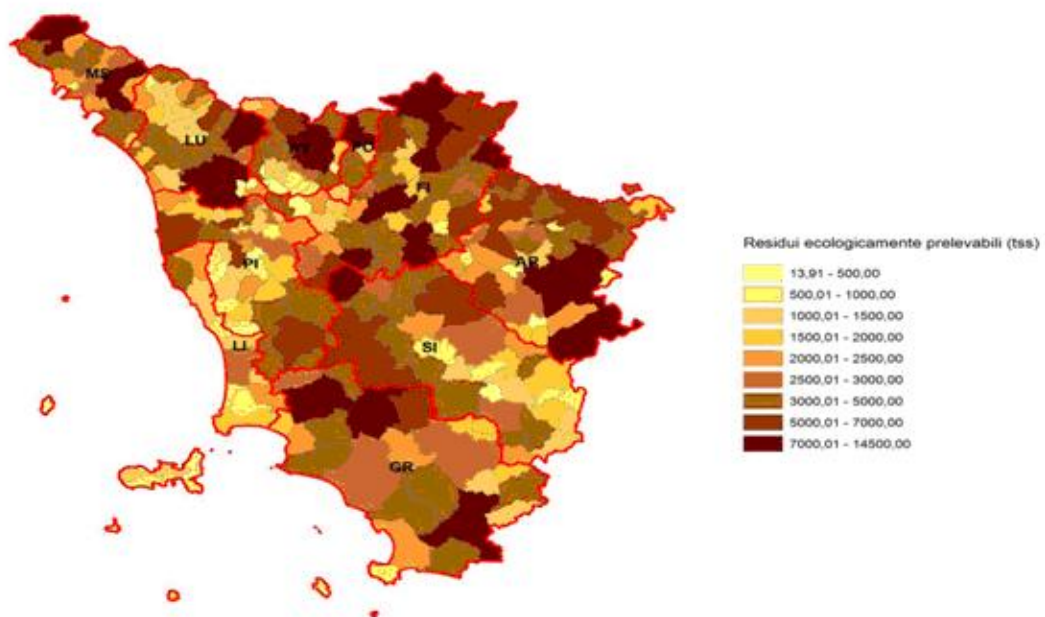 MS
LU
PO
FI
PI
AR
LI
SI
GR
Residui ecologicamente prelevabili (tss)
13,91 - 500,00
500,01 - 1000,00
1000,01 - 1500,00
1500,01 - 2000,00
2000,01 - 2500,00
2500,01 - 3000,00
3000,01 - 5000,00
5000,01 - 7000,00
7000,01 - 14500,00